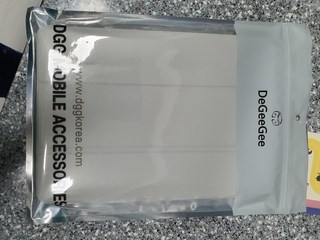 DeGeeGee
www.dggkorea.com
DGG MOBILE ACCESSORIES